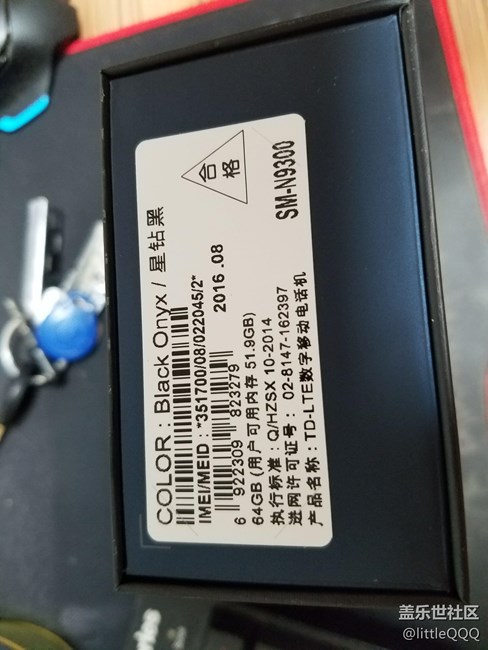 COLOR : Black Onyx / 星钻黑
IMEI/MEID : *351700/08/022045/2*
6 922309 823279
2016 .08
合格
64GB (用户可用内存 51.9GB)
执行标准: Q/HZSX 10-2014
进网许可证号: 02-8147-162397
产品名称: TD-LTE数字移动电话机
SM-N9300
盖乐世社区
@littleQQQ